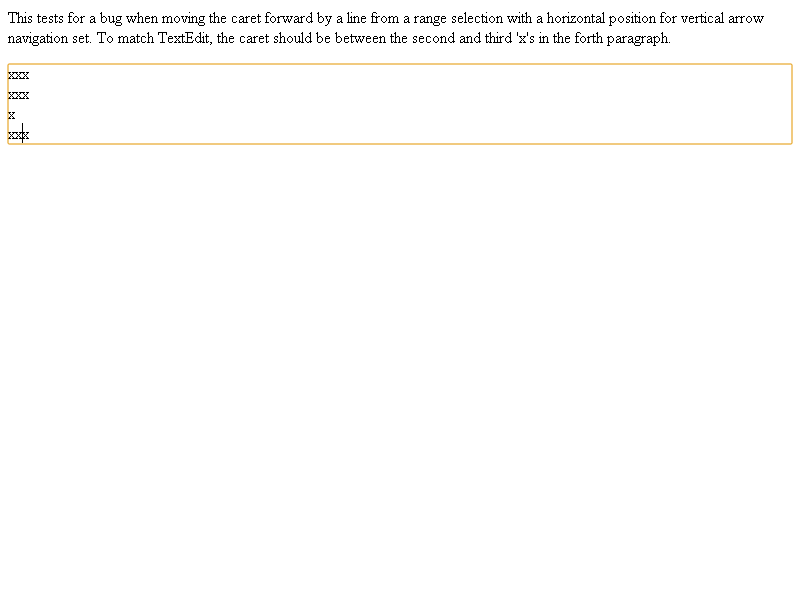 This tests for a bug when moving the caret forward by a line from a range selection with a horizontal position for vertical arrow
navigation set. To match TextEdit, the caret should be between the second and third 'x's in the forth paragraph.
xxx
xxx
x
xxx